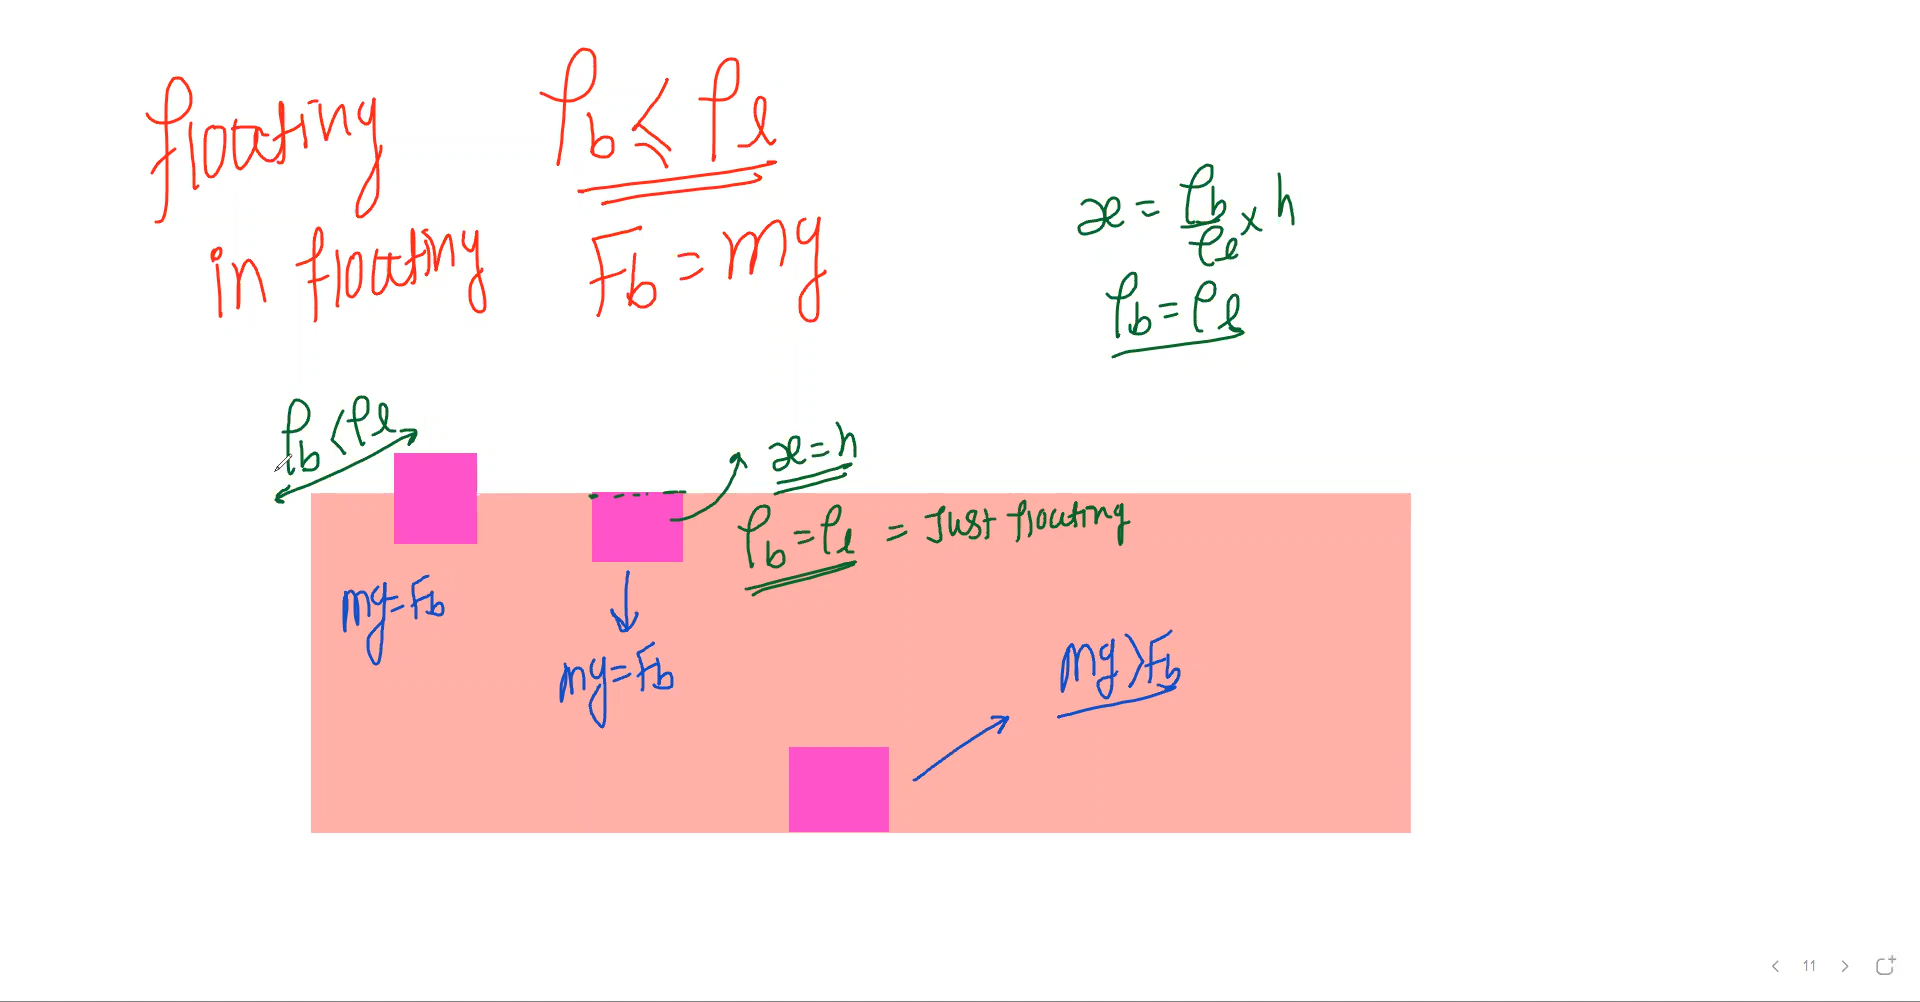 floating ρb ≤ ρl
in floating Fb = mg
x = ρb/ρl × h
ρb = ρl
ρb < ρl
x = h
ρb = ρl = Just floating
mg = Fb
mg = Fb
mg > Fb
11